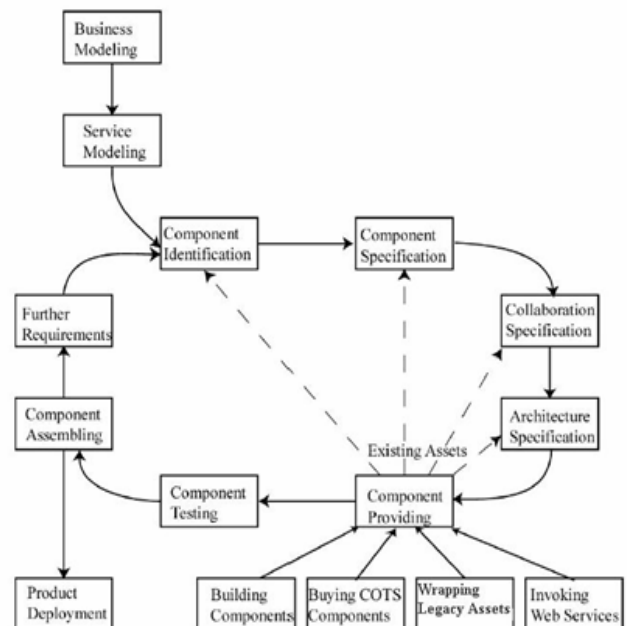 Business
Modeling
Service
Modeling
Component
Identification
Component
Specification
Further
Requirements
Collaboration
Specification
Component
Assembling
Architecture
Specification
Existing Assets
Component
Testing
Component
Providing
Product
Deployment
Building
Components
Buying COTS
Components
Wrapping
Legacy Assets
Invoking
Web Services